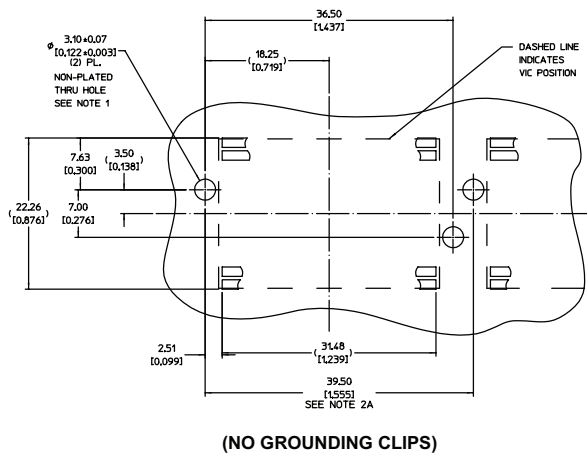 36.50
[1.437]
Ø 3.10±0.07
[0.122±0.003]
(2) PL.
NON-PLATED
THRU HOLE
SEE NOTE 1
( 18.25 )
[0.719]
DASHED LINE
INDICATES
VIC POSITION
7.63
[0.300]
( 3.50 )
[0.138]
( 22.26 )
[0.876]
7.00
[0.276]
2.51
[0.099]
( 31.48 )
[1.239]
39.50
[1.555]
SEE NOTE 2A
(NO GROUNDING CLIPS)